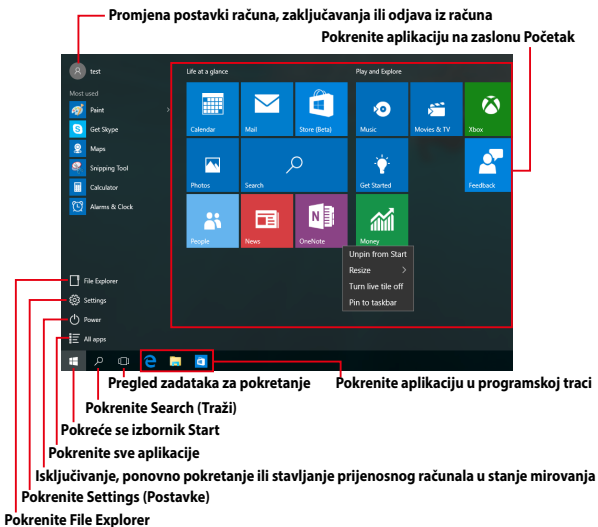 Promjena postavki računa, zaključavanja ili odjava iz računa
Pokrenite aplikaciju na zaslonu Početak
test
Life at a glance
Play and Explore
Most used
Paint
Get Skype
Maps
Snipping Tool
Calculator
Alarms & Clock
Calendar
Mail
Store (Beta)
Music
Movies & TV
Xbox
Photos
Search
Get Started
Feedback
People
News
OneNote
Money
Unpin from Start
Resize
Turn live tile off
Pin to taskbar
File Explorer
Settings
Power
All apps
Pregled zadataka za pokretanje
Pokrenite aplikaciju u programskoj traci
Pokrenite Search (Traži)
Pokreće se izbornik Start
Pokrenite sve aplikacije
Isključivanje, ponovno pokretanje ili stavljanje prijenosnog računala u stanje mirovanja
Pokrenite Settings (Postavke)
Pokrenite File Explorer